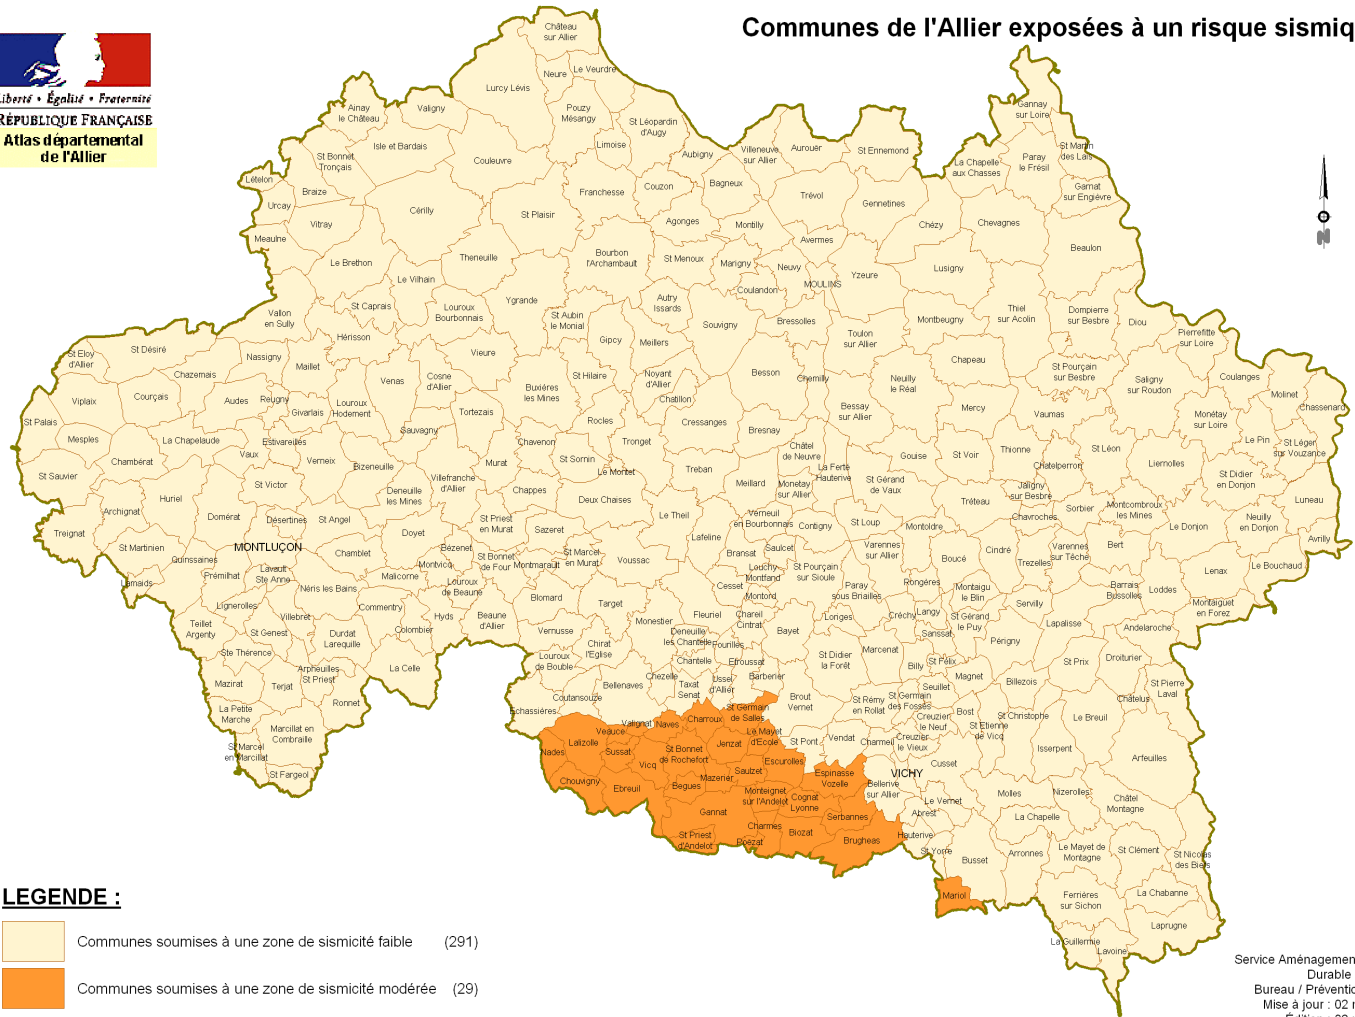 Communes de l'Allier exposées à un risque sismiq
Liberté • Égalité • Fraternité
RÉPUBLIQUE FRANÇAISE
Atlas départemental
de l'Allier
Château
sur Allier
Neure
Le Veurdre
Lurcy Lévis
Pouzy
Mésangy
St Léopardin
d'Augy
Limoise
Ainay
le Château
Valigny
Isle et Bardais
Couleuvre
St Bonnet
Tronçais
Aubigny
Villeneuve
sur Allier
Aurouer
St Ennemond
Gannay
sur Loire
Paray
le Frésil
St Martin
des Lais
La Chapelle
aux Chasses
Garnat
sur Engièvre
Lételon
Braize
Urcay
Vitray
Meaulne
Cérilly
St Plaisir
Franchesse
Couzon
Bagneux
Agonges
Montilly
Trévol
Gennetines
Chézy
Chevagnes
Beaulon
Avermes
Le Brethon
Le Vilhain
Theneuille
Bourbon
l'Archambault
St Menoux
Marigny
Neuvy
MOULINS
Yzeure
Lusigny
Coulandon
Vallon
en Sully
St Caprais
Louroux
Bourbonnais
Ygrande
St Aubin
le Monial
Autry
Issards
Souvigny
Bressolles
Toulon
sur Allier
Montbeugny
Thiel
sur Acolin
Dompierre
sur Besbre
Diou
Pierrefitte
sur Loire
Hérisson
Gipcy
Meillers
St Eloy
d'Allier
St Désiré
Nassigny
Maillet
Vieure
Chazemais
Venas
Cosne
d'Allier
Buxières
les Mines
St Hilaire
Noyant
d'Allier
Chatillon
Besson
Chemilly
Neuilly
le Réal
Chapeau
St Pourçain
sur Besbre
Saligny
sur Roudon
Coulanges
Molinet
Chassenard
Viplaix
Courçais
Audes
Reugny
Givarlais
Louroux
Hodement
Tortezais
Sauvagny
Rocles
Cressanges
Bresnay
Bessay
sur Allier
Mercy
Vaumas
Monétay
sur Loire
Le Pin
St Léger
sur Vouzance
St Palais
Mesples
La Chapelaude
Estivareilles
Vaux
Verneix
Bizeneuille
Chavenon
Tronget
St Sornin
Le Montet
Murat
Châtel
de Neuvre
La Ferté
Hauterive
Gouise
St Voir
Thionne
Châtelperron
St Léon
Liernolles
St Didier
en Donjon
St Sauvier
Chambérat
Huriel
St Victor
Villefranche
d'Allier
Deneuille
les Mines
Chappes
Deux Chaises
Treban
Meillard
Monetay
sur Allier
St Gérand
de Vaux
Tréteau
Jaligny
sur Besbre
Chavroches
Sorbier
Montcombroux
les Mines
Luneau
Archignat
Treignat
Domérat
Désertines
St Angel
Doyet
St Priest
en Murat
Sazeret
Le Theil
Lafeline
Verneuil
en Bourbonnais
Contigny
St Loup
Montoldre
Le Donjon
Neuilly
en Donjon
Avrilly
St Martinien
Quinssaines
MONTLUÇON
Chamblet
Bézenet
Montvicq
St Bonnet
de Four
Montmarault
St Marcel
en Murat
Voussac
Bransat
Saulcet
St Pourçain
sur Sioule
Varennes
sur Allier
Boucé
Cindré
Trezelles
Varennes
sur Tèche
Bert
Le Bouchaud
Lenax
Lamaids
Prémilhat
Lavault
Ste Anne
Néris les Bains
Malicorne
Louroux
de Beaune
Blomard
Target
Cesset
Louchy
Montfand
Montord
Paray
sous Briailles
Rongères
Montaigu
le Blin
Servilly
Barrais
Bussolles
Loddes
Montaiguet
en Forez
Lignerolles
Villebret
Commentry
Colombier
Hyds
Beaune
d'Allier
Vernusse
Monestier
Fleuriel
Chareil
Cintrat
Bayet
Longes
Créchy
Langy
Sanssat
St Gérand
le Puy
Périgny
Lapalisse
Andelaroche
Teillet
Argenty
St Genest
Durdat
Larequille
Ste Thérence
Arpheuilles
St Priest
La Celle
Louroux
de Bouble
Chirat
l'Eglise
Deneuille
les Chantelle
Fourilles
Chantelle
Etroussat
Barberier
St Didier
la Forêt
Marcenat
Billy
St Félix
Magnet
Seuillet
Billezois
St Prix
Droiturier
Mazirat
Terjat
Ronnet
La Petite
Marche
Marcillat en
Combraille
St Marcel
en Marcillat
St Fargeol
Echassières
Coutansouze
Bellenaves
Chezelle
Taxat
Senat
Ussel
d'Allier
Brout
Vernet
St Rémy
en Rollat
St Germain
des Fossés
Creuzier
le Neuf
Bost
St Etienne
de Vicq
St Christophe
Le Breuil
Châtelus
St Pierre
Laval
Valignat
Naves
Charroux
St Germain
de Salles
Veauce
Lalizolle
Nades
Sussat
Vicq
St Bonnet
de Rochefort
Jenzat
Le Mayet
d'Ecole
St Pont
Vendat
Charmeil
Creuzier
le Vieux
Cusset
Isserpent
Arfeuilles
Chouvigny
Ebreuil
Begues
Mazerier
Saulzet
Escurolles
Espinasse
Vozelle
VICHY
Bellerive
sur Allier
Gannat
Monteignet
sur l'Andelot
Cognat
Lyonne
Serbannes
Le Vernet
Abrest
Molles
Nizerolles
Châtel
Montagne
La Chapelle
St Priest
d'Andelot
Charmes
Poëzat
Biozat
Brugheas
Hauterive
St Yorre
Busset
Arronnes
Le Mayet de
Montagne
St Clément
St Nicolas
des Biefs
Mariol
Ferrières
sur Sichon
La Chabanne
Laprugne
La Guillermie
Lavoine
N
LEGENDE :
Communes soumises à une zone de sismicité faible (291)
Communes soumises à une zone de sismicité modérée (29)
Service Aménagemen
Durable
Bureau / Préventio
Mise à jour : 02